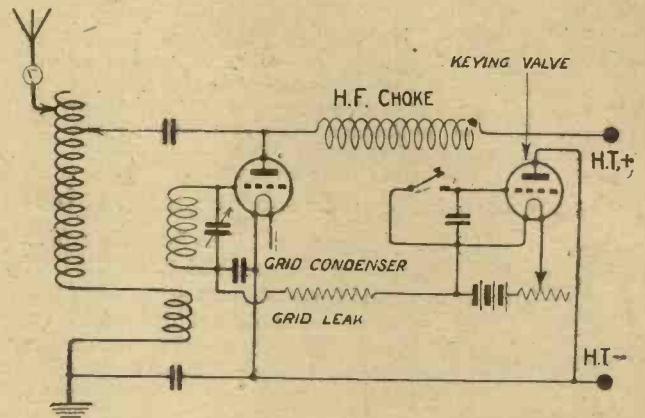 KEYING VALVE
H.F. CHOKE
H.T.+
GRID CONDENSER
GRID LEAK
H.T.-